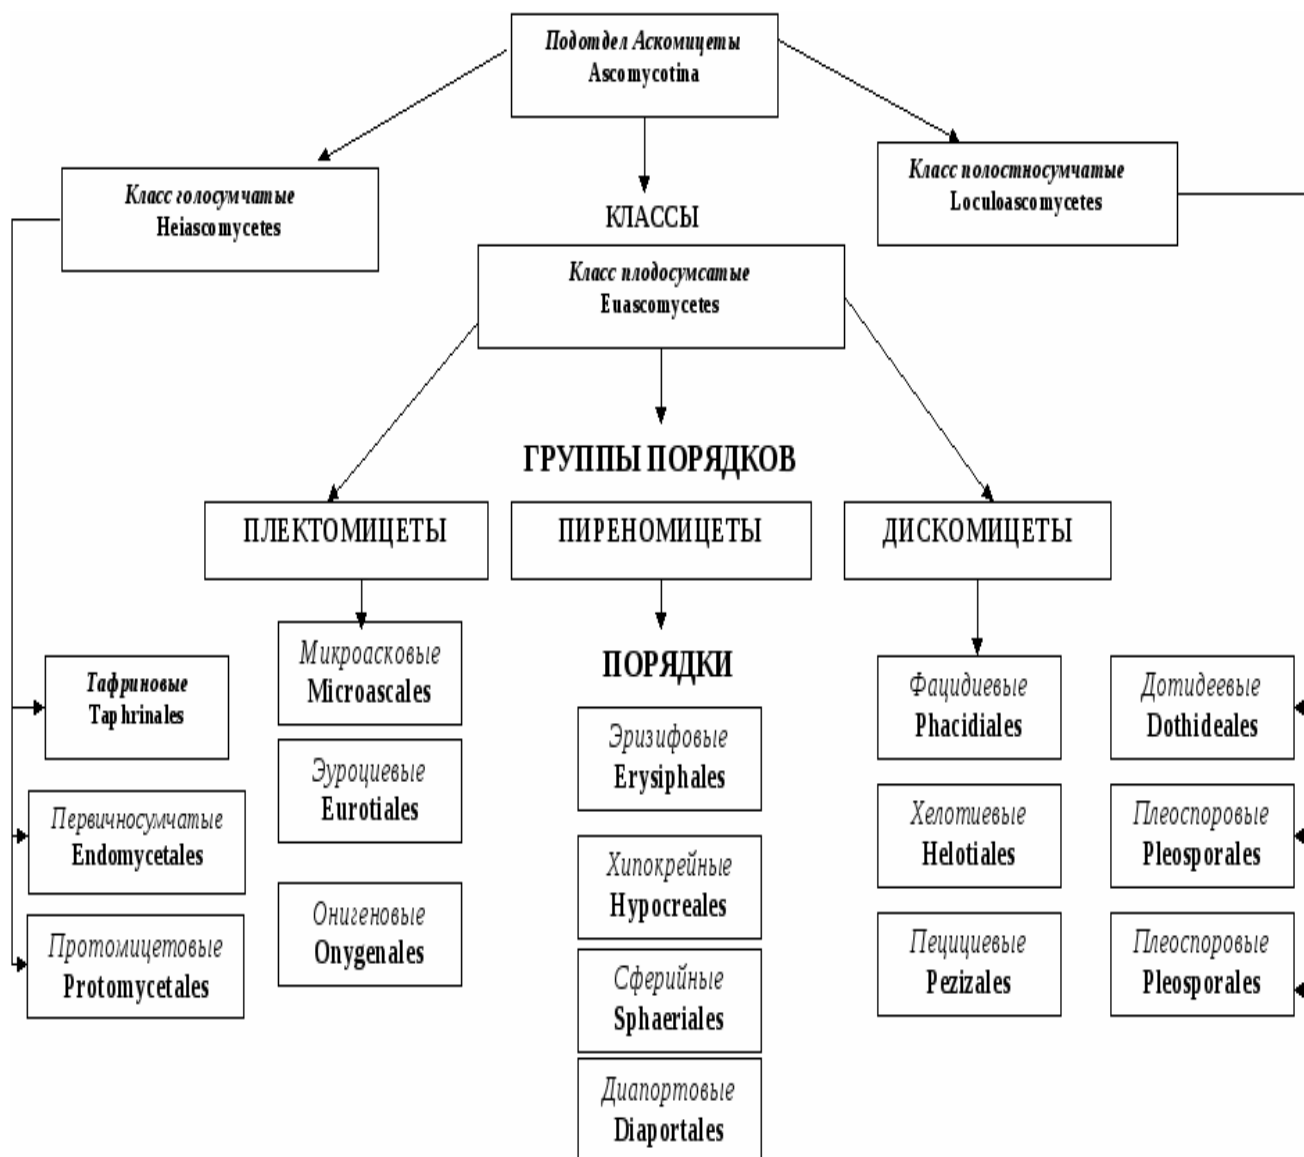 Подотдел Аскомицеты
Ascomycotina
Класс голосумчатые
Heiascomycetes
Класс полостносумчатые
Loculoascomycetes
КЛАССЫ
Класс плодосумсатые
Euascomycetes
ГРУППЫ ПОРЯДКОВ
ПЛЕКТОМИЦЕТЫ
ПИРЕНОМИЦЕТЫ
ДИСКОМИЦЕТЫ
Тафриновые
Taphrinales
Первичносумчатые
Endomycetales
Протомицетовые
Protomycetales
Микроасковые
Microascales
Эуроциевые
Eurotiales
Онигеновые
Onygenales
ПОРЯДКИ
Эризифовые
Erysiphales
Хипокрейные
Hypocreales
Сферийные
Sphaeriales
Диапортовые
Diaportales
Фацидиевые
Phacidiales
Хелотиевые
Helotiales
Пецициевые
Pezizales
Дотидеевые
Dothideales
Плеоспоровые
Pleosporales
Плеоспоровые
Pleosporales